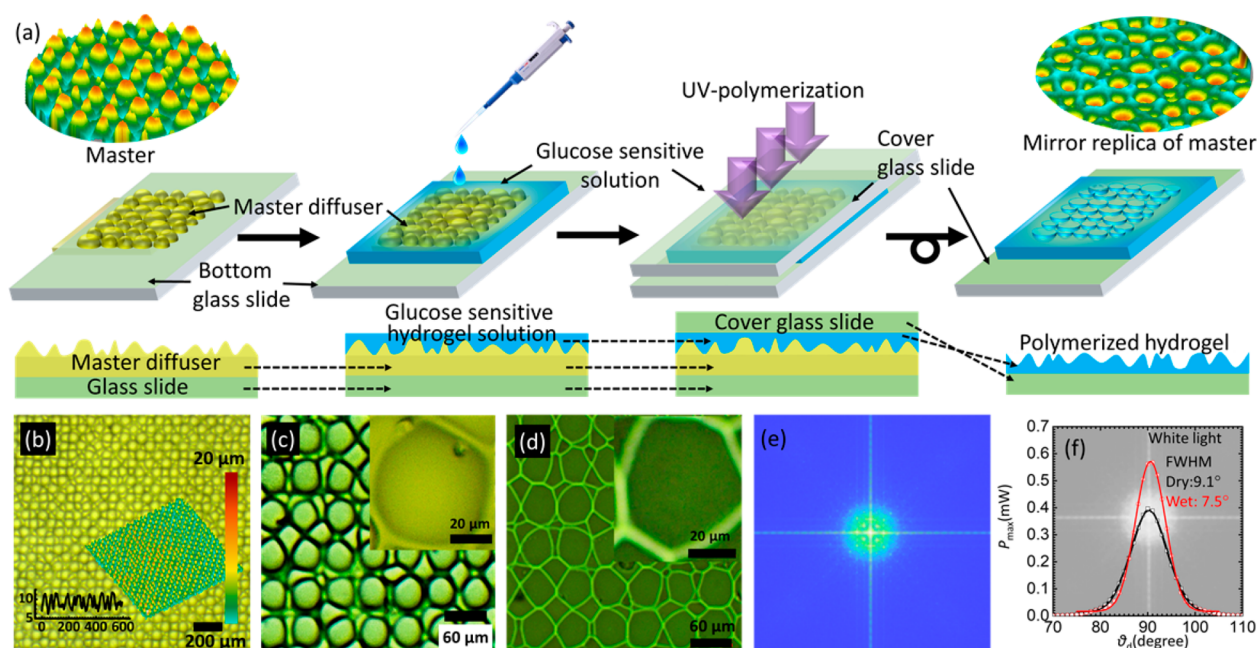 (a)
Master
UV-polymerization
Mirror replica of master
Glucose sensitive
solution
Cover
glass slide
Master diffuser
Bottom
glass slide
Glucose sensitive
hydrogel solution
Cover glass slide
Master diffuser
Polymerized hydrogel
Glass slide
(b)
20 µm
10
5
0 200 400 600
200 µm
(c)
20 µm
60 µm
(d)
20 µm
60 µm
(e)
(f)
White light
FWHM
Dry:9.1°
Wet: 7.5°
0.7
0.6
0.5
0.4
0.3
0.2
0.1
0.0
Pmax(mW)
70 80 90 100 110
ϑd(degree)